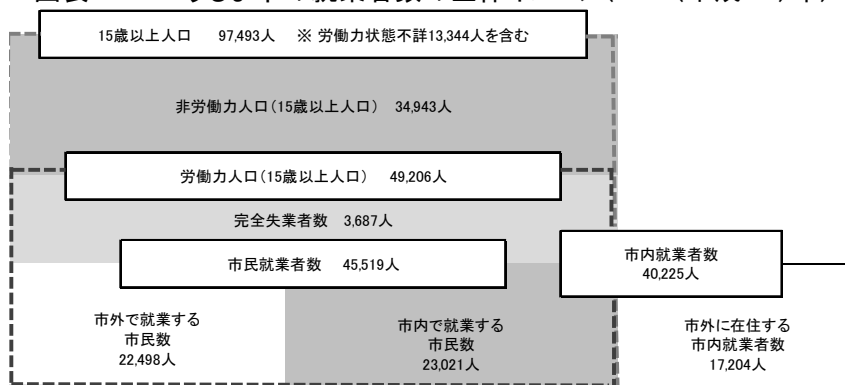 15歳以上人口　97,493人　※ 労働力状態不詳13,344人を含む
非労働力人口(15歳以上人口)　34,943人
労働力人口(15歳以上人口)　49,206人
完全失業者数　3,687人
市民就業者数　45,519人
市内就業者数
40,225人
市外で就業する
市民数
22,498人
市内で就業する
市民数
23,021人
市外に在住する
市内就業者数
17,204人